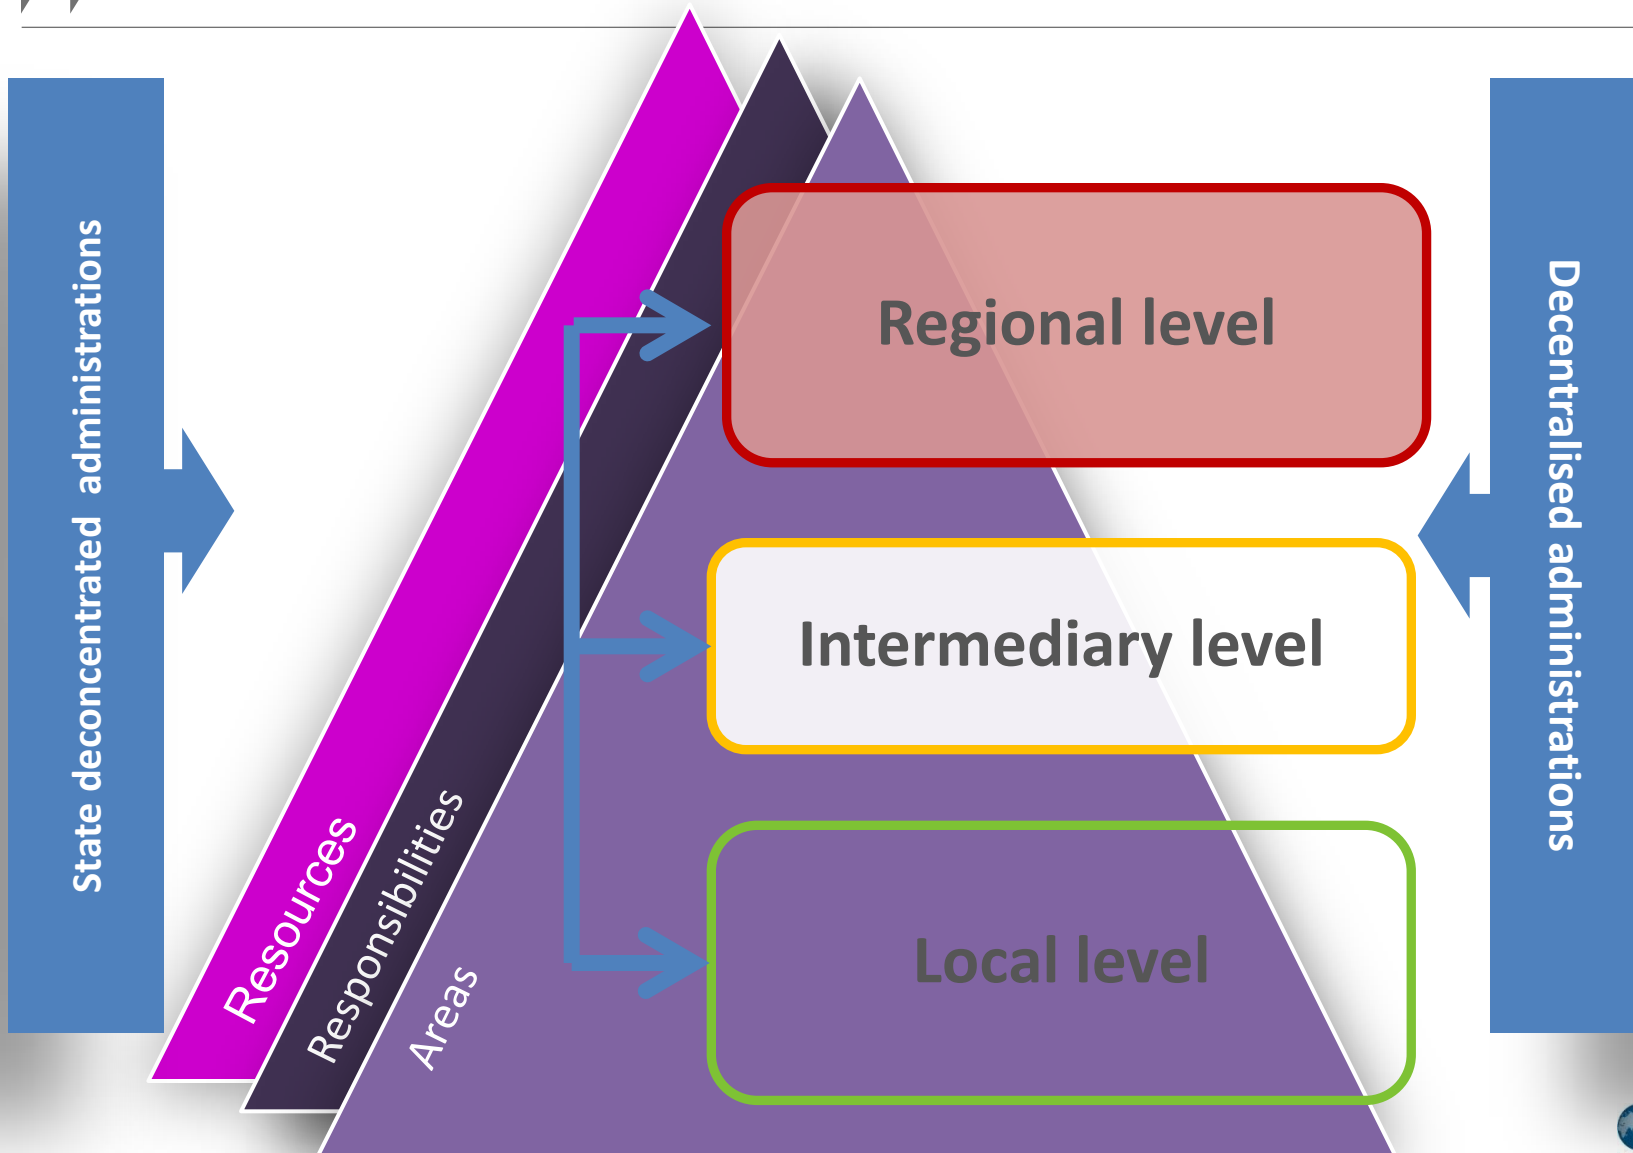 State deconcentrated administrations
Resources
Responsibilities
Areas
Regional level
Intermediary level
Local level
Decentralised administrations